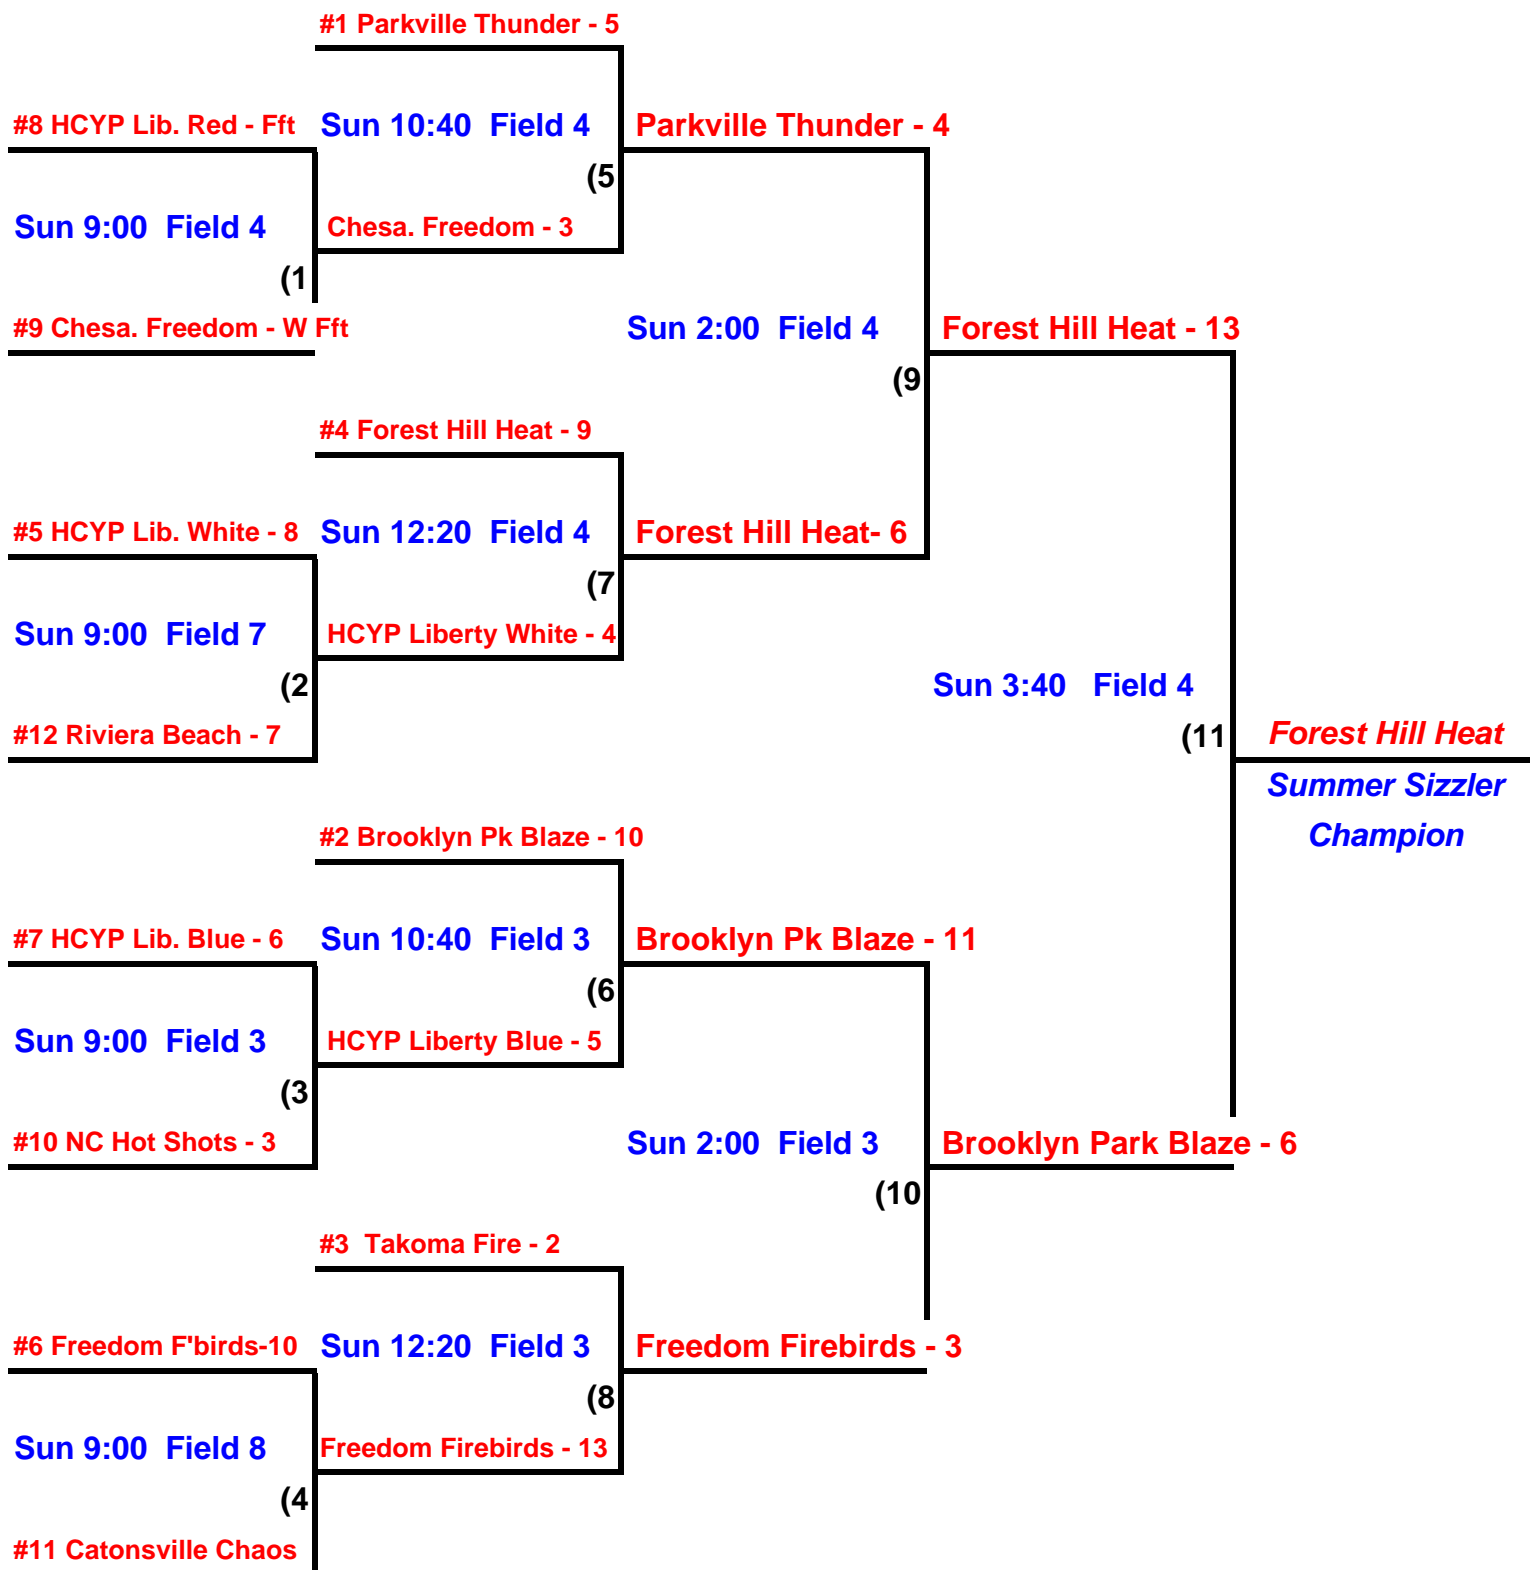 #1 Parkville Thunder - 5
#8 HCYP Lib. Red - Fft
Sun 10:40 Field 4
Parkville Thunder - 4
(5
Sun 9:00 Field 4
Chesa. Freedom - 3
(1
#9 Chesa. Freedom - W Fft
Sun 2:00 Field 4
Forest Hill Heat - 13
(9
#4 Forest Hill Heat - 9
#5 HCYP Lib. White - 8
Sun 12:20 Field 4
Forest Hill Heat- 6
(7
Sun 9:00 Field 7
HCYP Liberty White - 4
(2
Sun 3:40 Field 4
#12 Riviera Beach - 7
(11
Forest Hill Heat
Summer Sizzler
Champion
#2 Brooklyn Pk Blaze - 10
#7 HCYP Lib. Blue - 6
Sun 10:40 Field 3
Brooklyn Pk Blaze - 11
(6
Sun 9:00 Field 3
HCYP Liberty Blue - 5
(3
#10 NC Hot Shots - 3
Sun 2:00 Field 3
Brooklyn Park Blaze - 6
(10
#3 Takoma Fire - 2
#6 Freedom F'birds-10
Sun 12:20 Field 3
Freedom Firebirds - 3
(8
Sun 9:00 Field 8
Freedom Firebirds - 13
(4
#11 Catonsville Chaos